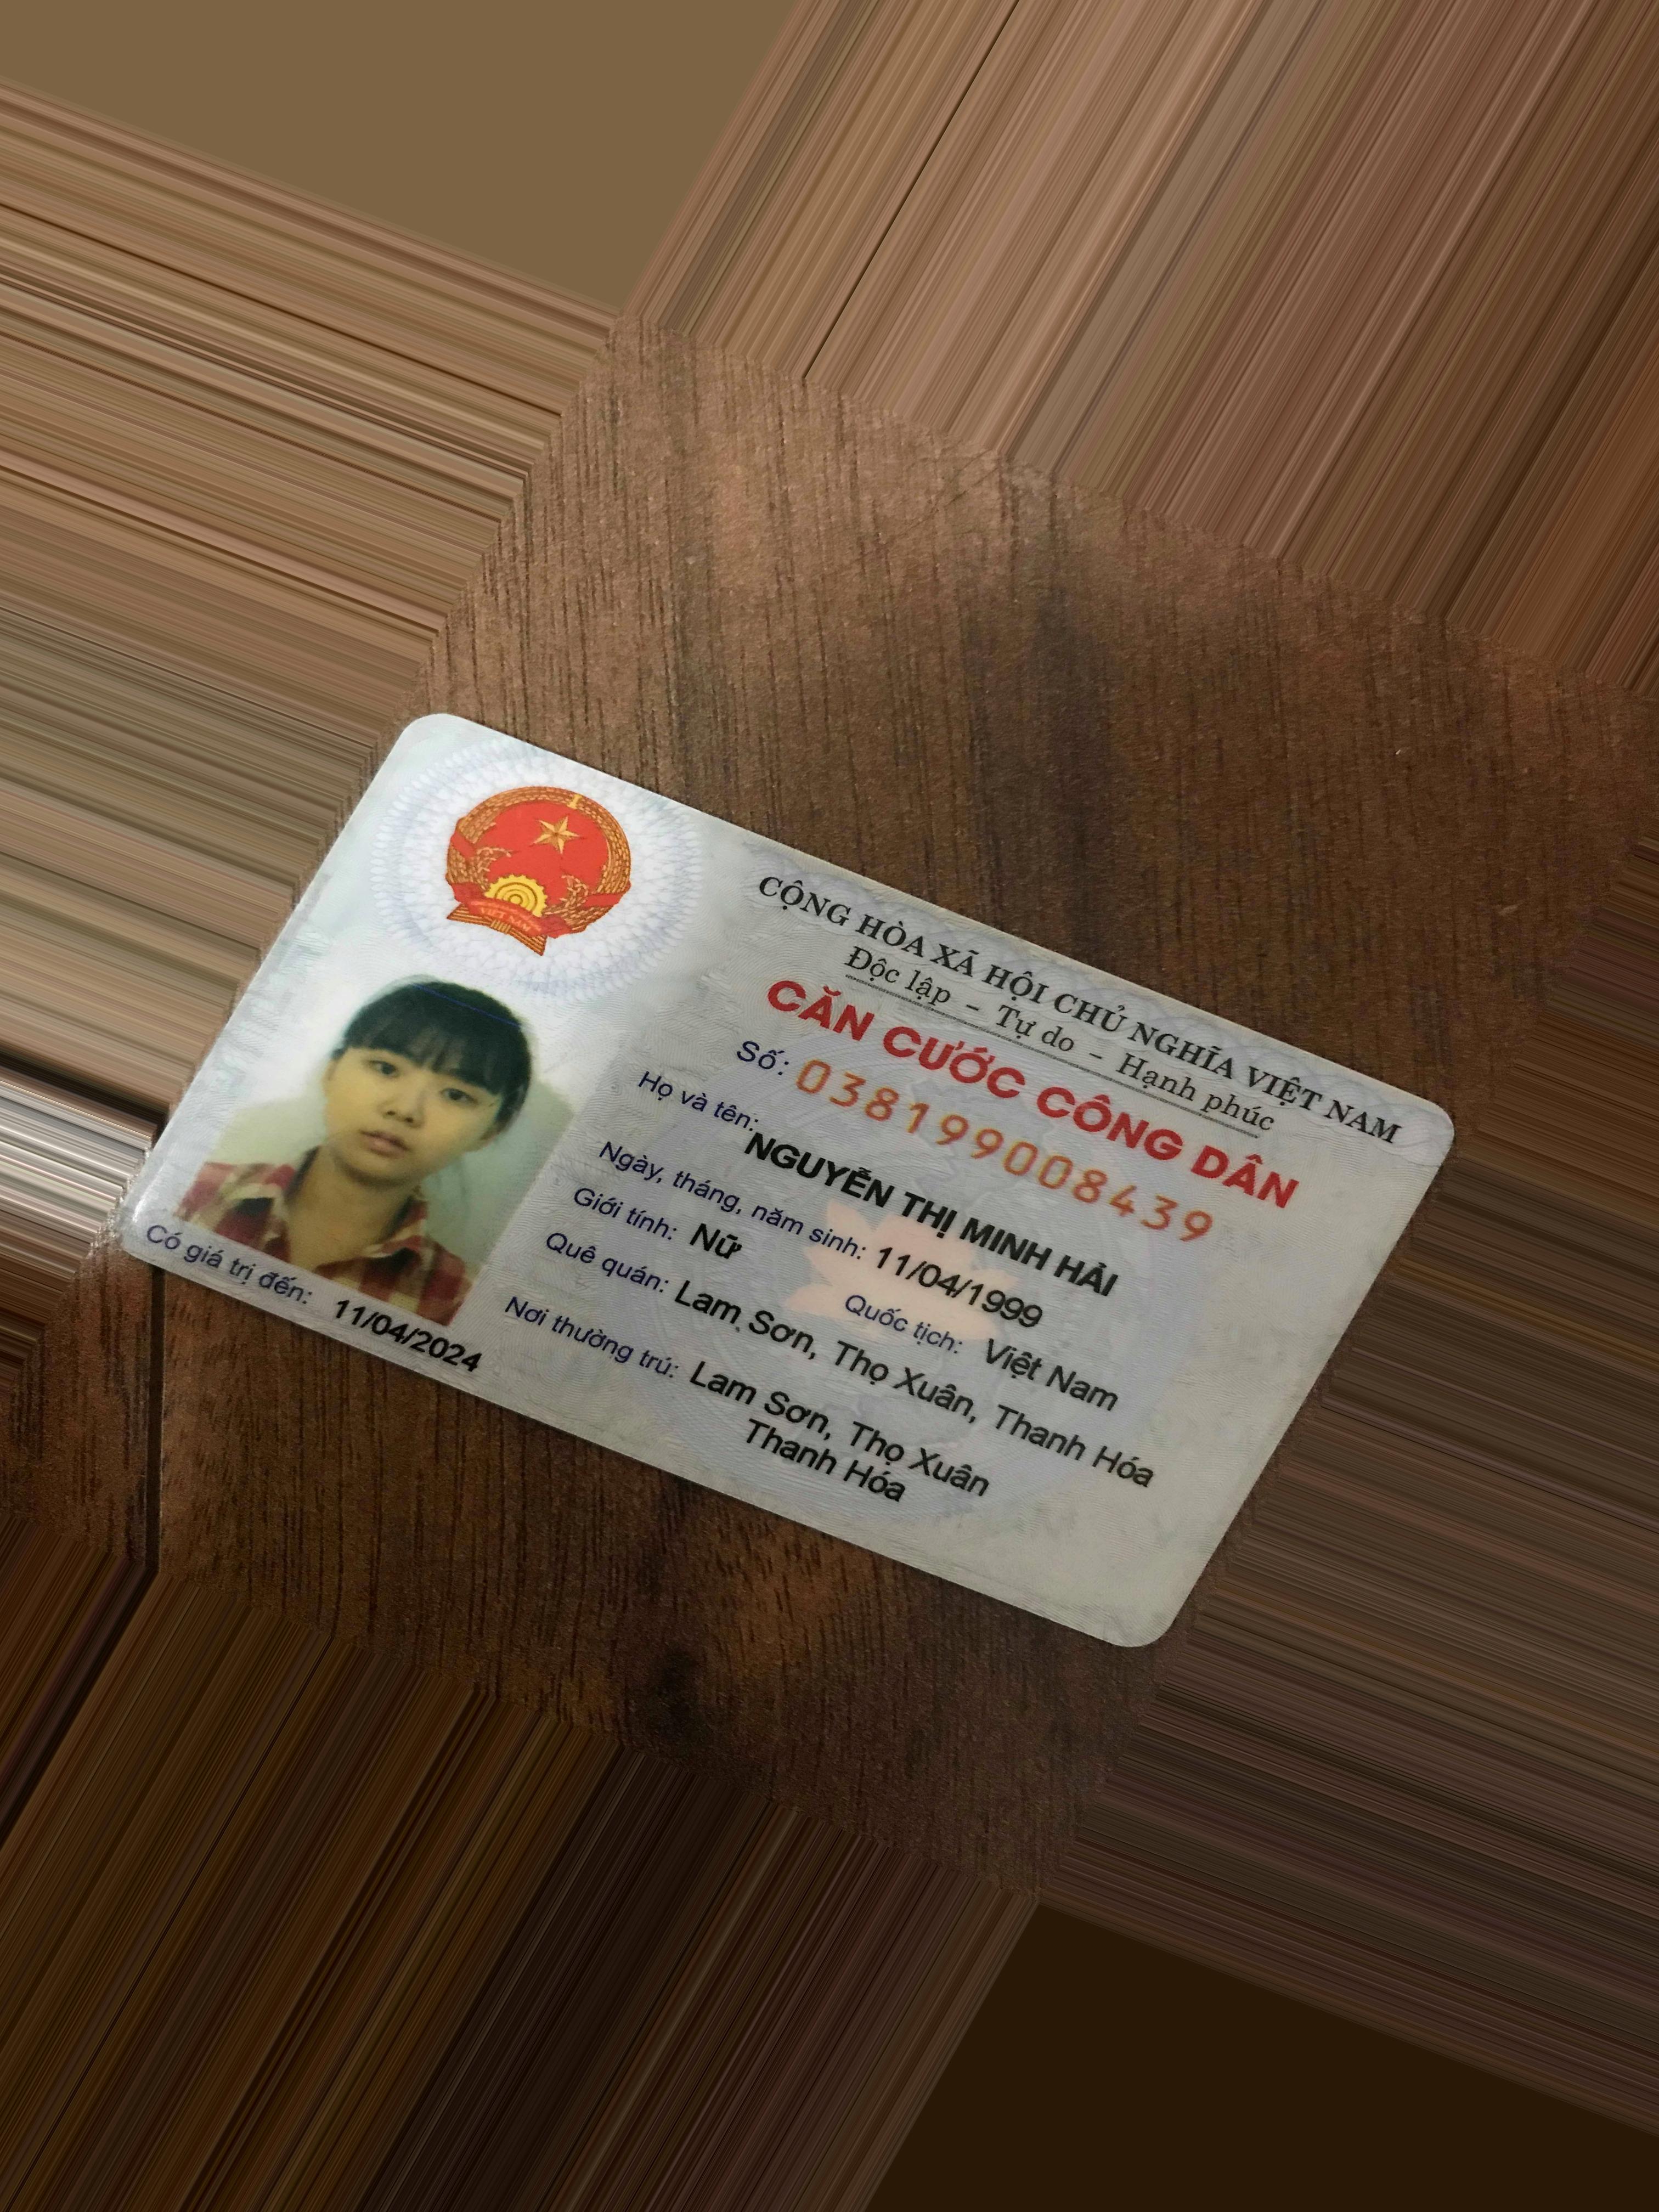 CỘNG HÒA XÃ HỘI CHỦ NGHĨA VIỆT NAM
Độc lập - Tự do - Hạnh phúc
CĂN CƯỚC CÔNG DÂN
Số: 038199008439
Họ và tên:
NGUYỄN THỊ MINH HẢI
Ngày, tháng, năm sinh: 11/04/1999
Giới tính: Nữ Quốc tịch: Việt Nam
Quê quán: Lam Sơn, Thọ Xuân, Thanh Hóa
Nơi thường trú: Lam Sơn, Thọ Xuân
Thanh Hóa
Có giá trị đến: 11/04/2024
VIỆT NAM